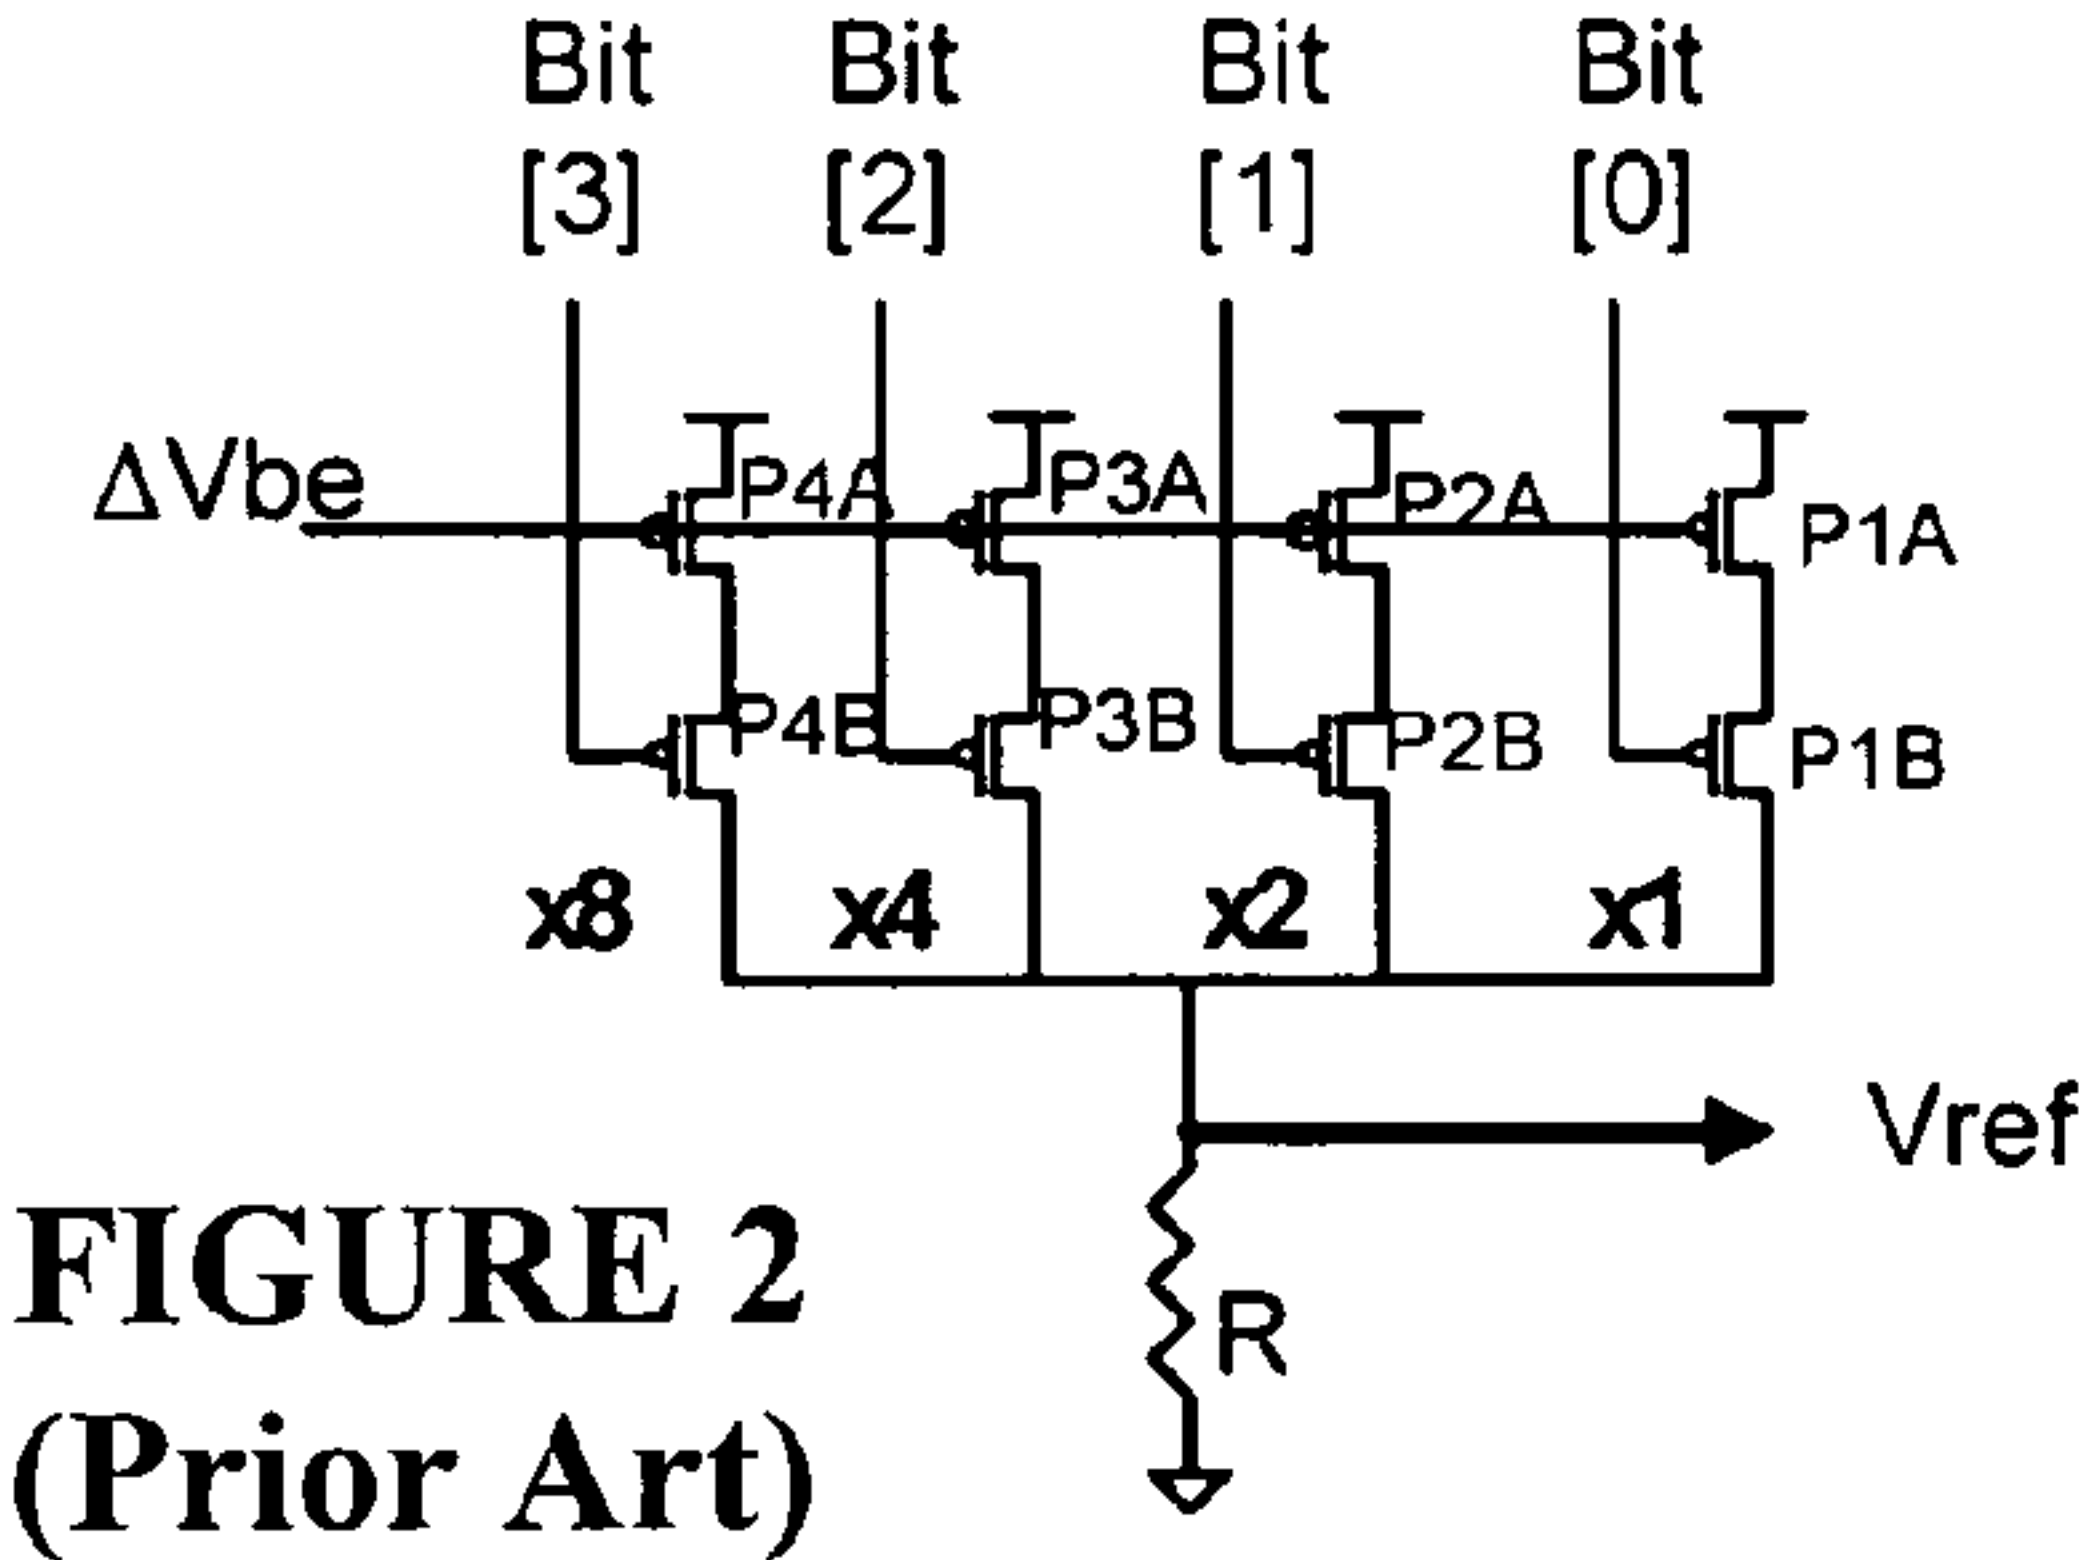 Bit Bit Bit Bit
[3] [2] [1] [0]
ΔVbe P4A P3A P2A P1A
P4B P3B P2B P1B
x8 x4 x2 x1
Vref
R
FIGURE 2
(Prior Art)